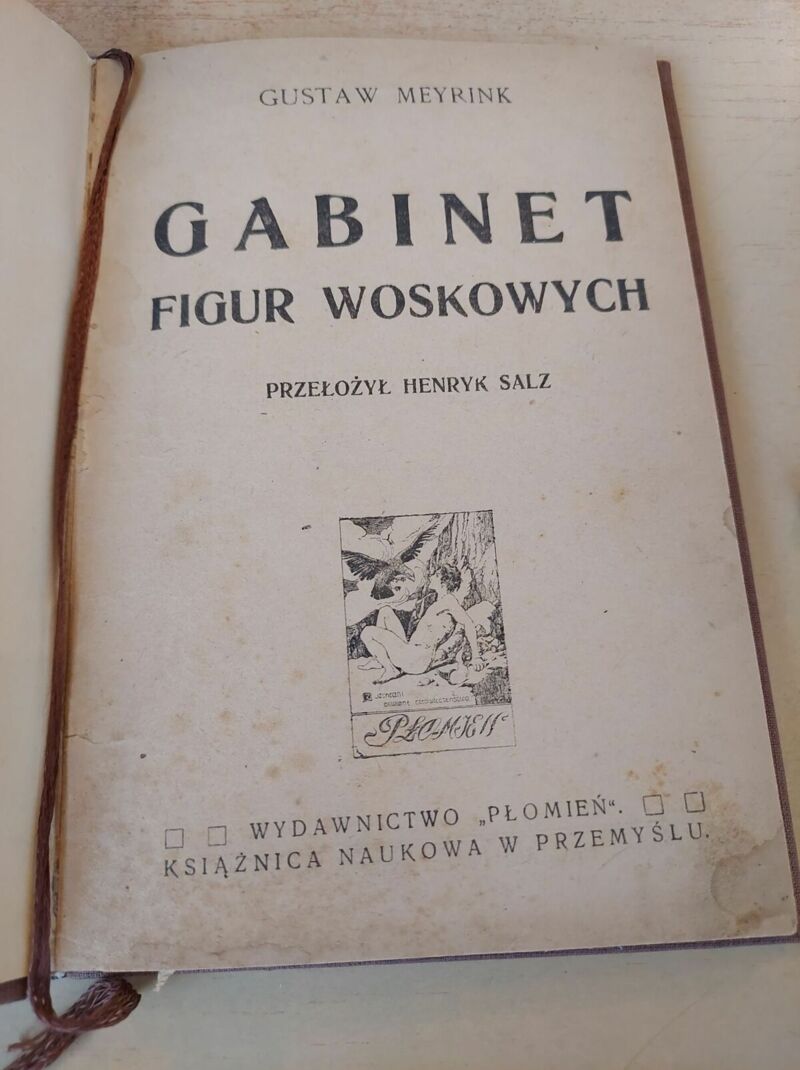 GUSTAW MEYRINK
GABINET
FIGUR WOSKOWYCH
PRZEŁOŻYŁ HENRYK SALZ
„PŁOMIEŃ“
□ □ WYDAWNICTWO „PŁOMIEŃ“. □ □
KSIĄŻNICA NAUKOWA W PRZEMYŚLU.